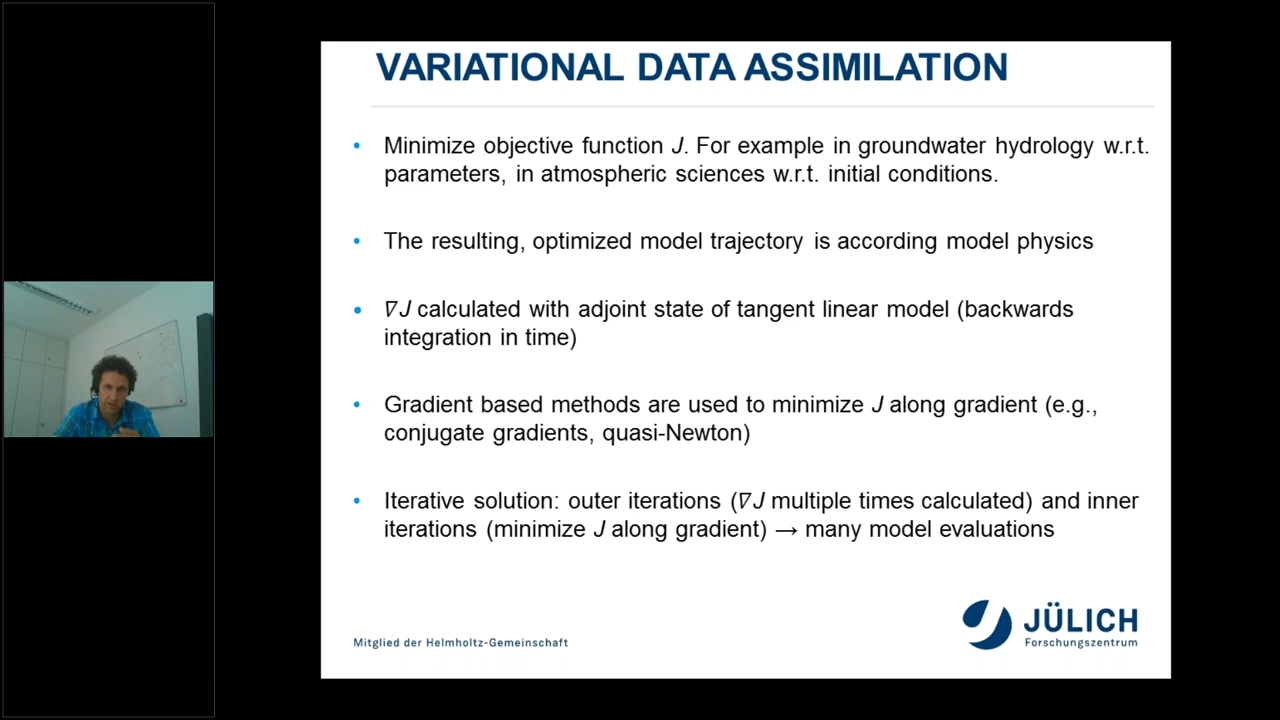 VARIATIONAL DATA ASSIMILATION
• Minimize objective function J. For example in groundwater hydrology w.r.t.
parameters, in atmospheric sciences w.r.t. initial conditions.
• The resulting, optimized model trajectory is according model physics
• ∇J calculated with adjoint state of tangent linear model (backwards
integration in time)
• Gradient based methods are used to minimize J along gradient (e.g.,
conjugate gradients, quasi-Newton)
• Iterative solution: outer iterations (∇J multiple times calculated) and inner
iterations (minimize J along gradient) → many model evaluations
Mitglied der Helmholtz-Gemeinschaft
JÜLICH
Forschungszentrum